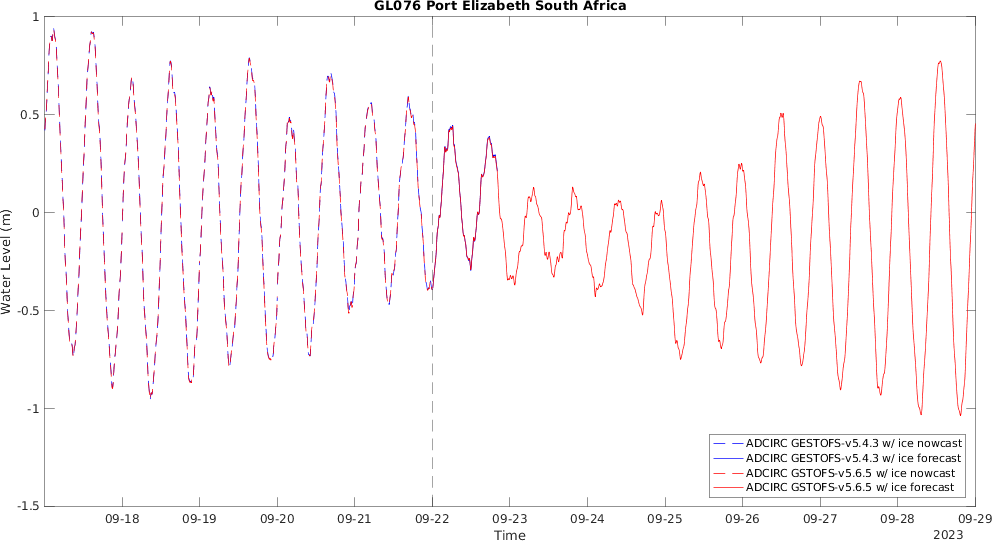 GL076 Port Elizabeth South Africa
Water Level (m)
1
0.5
0
-0.5
-1
-1.5
ADCIRC GESTOFS-v5.4.3 w/ ice nowcast
ADCIRC GESTOFS-v5.4.3 w/ ice forecast
ADCIRC GSTOFS-v5.6.5 w/ ice nowcast
ADCIRC GSTOFS-v5.6.5 w/ ice forecast
09-18 09-19 09-20 09-21 09-22 09-23 09-24 09-25 09-26 09-27 09-28 09-29
Time
2023